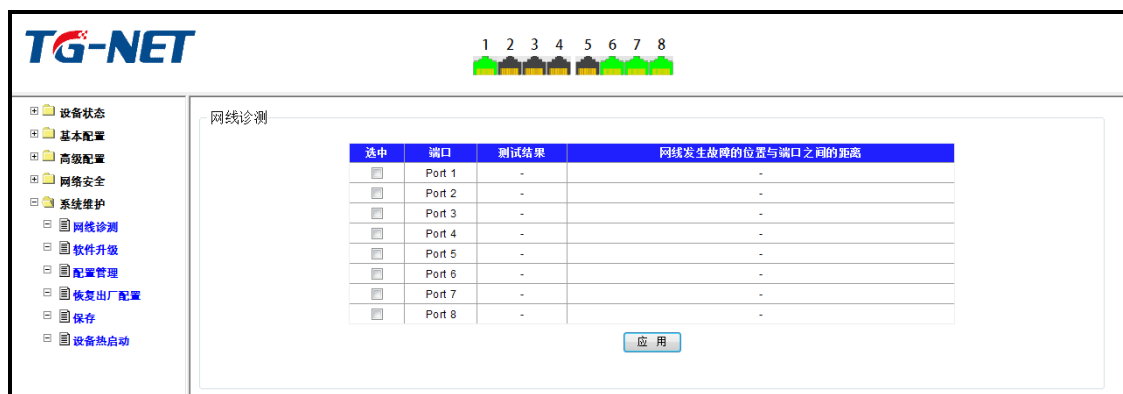 TG-NET
1 2 3 4 5 6 7 8
设备状态
基本配置
高级配置
网络安全
系统维护
网线诊测
软件升级
配置管理
恢复出厂配置
保存
设备热启动
网线诊测
选中 端口 测试结果 网线发生故障的位置与端口之间的距离
Port 1 - -
Port 2 - -
Port 3 - -
Port 4 - -
Port 5 - -
Port 6 - -
Port 7 - -
Port 8 - -
应 用